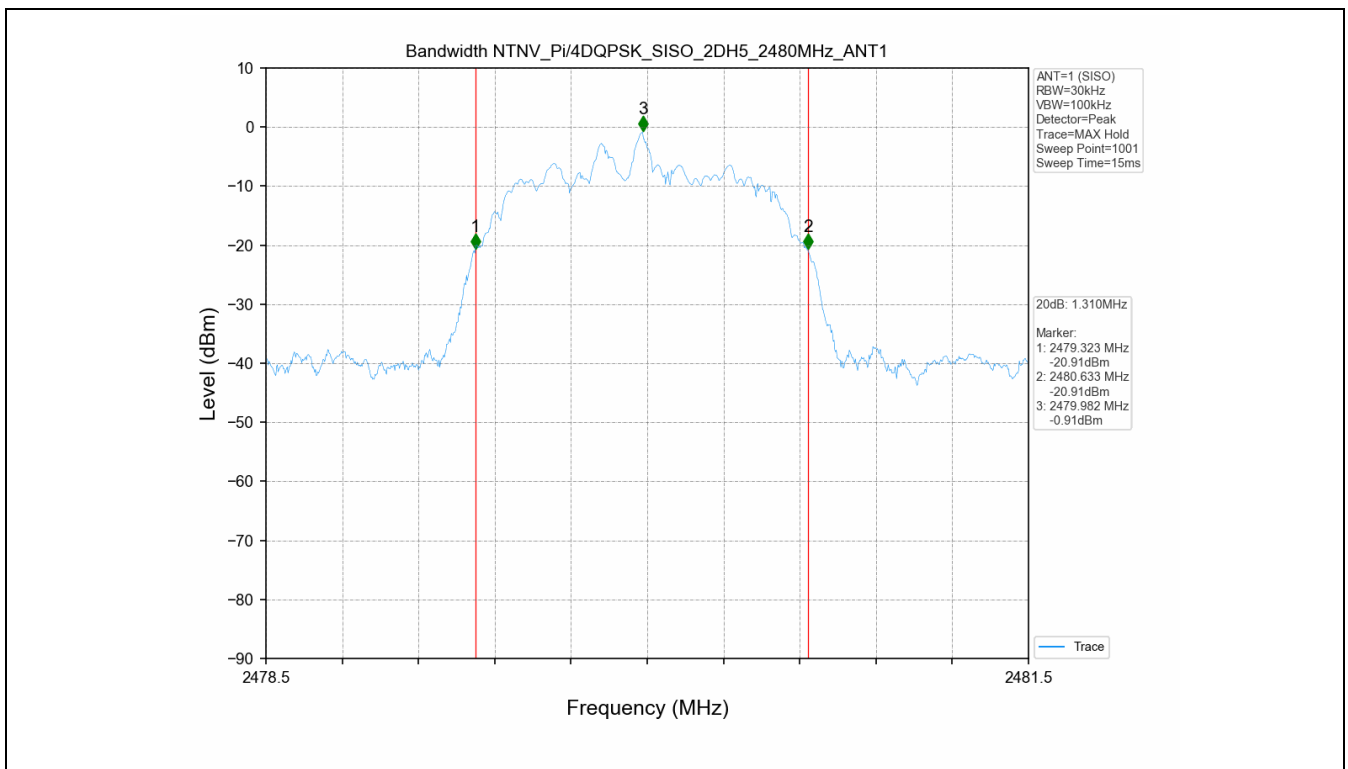 Bandwidth NTNV_Pi/4DQPSK_SISO_2DH5_2480MHz_ANT1
ANT=1 (SISO)
RBW=30kHz
VBW=100kHz
Detector=Peak
Trace=MAX Hold
Sweep Point=1001
Sweep Time=15ms
10
0
−10
−20
−30
−40
−50
−60
−70
−80
−90
Level (dBm)
1
2
3
20dB: 1.310MHz
Marker:
1: 2479.323 MHz
-20.91dBm
2: 2480.633 MHz
-20.91dBm
3: 2479.982 MHz
-0.91dBm
Trace
2478.5
2481.5
Frequency (MHz)